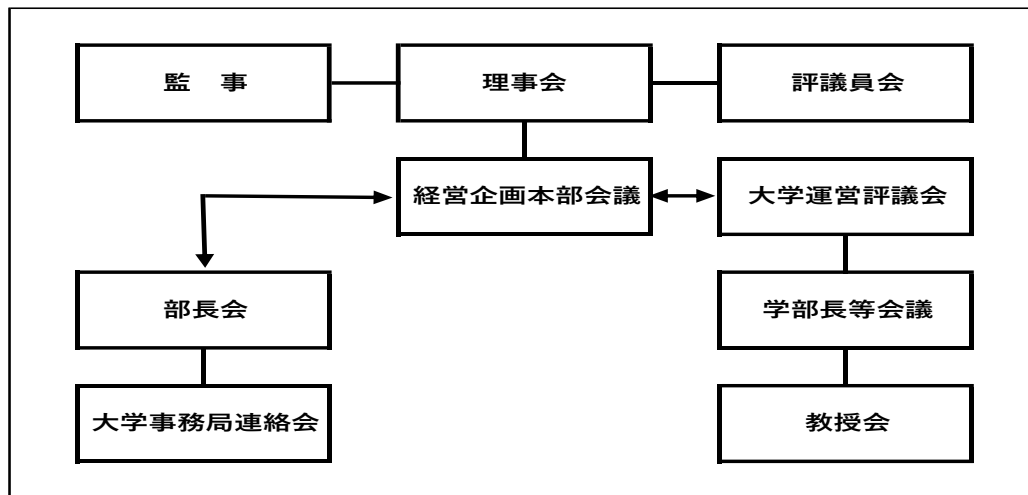 監　事
理事会
評議員会
経営企画本部会議
大学運営評議会
部長会
学部長等会議
大学事務局連絡会
教授会